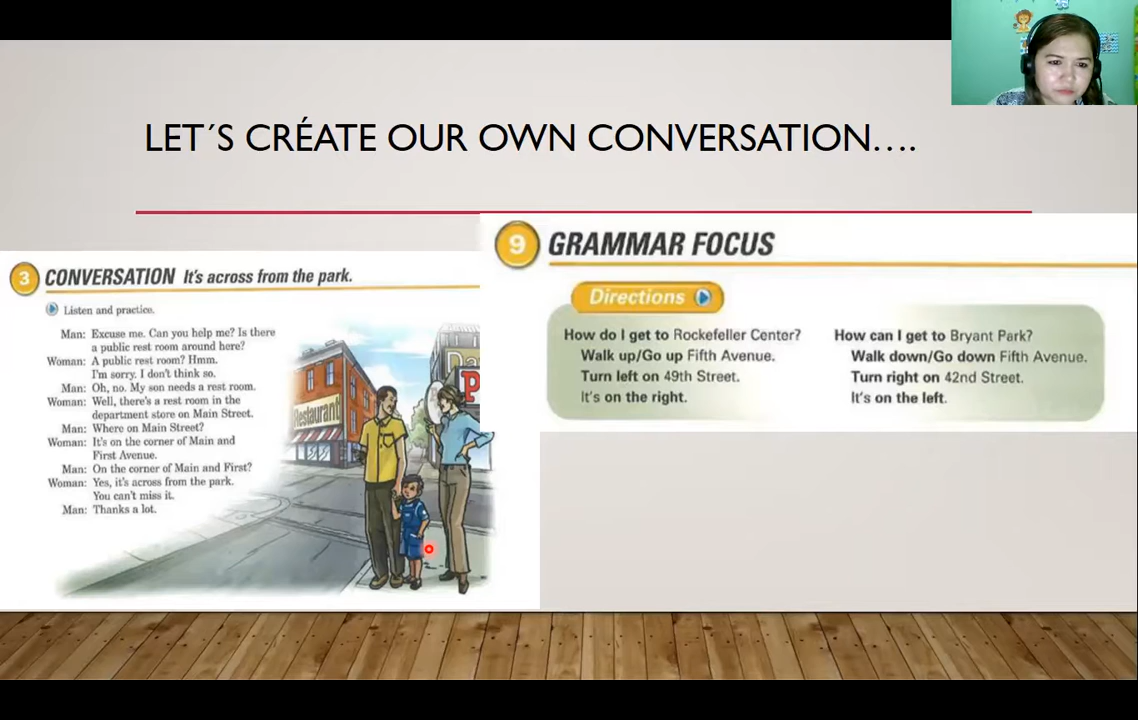 LET´S CRÉATE OUR OWN CONVERSATION....
3 CONVERSATION It's across from the park.
Listen and practice.
Man: Excuse me. Can you help me? Is there
a public rest room around here?
Woman: A public rest room? Hmm.
I'm sorry. I don't think so.
Man: Oh, no. My son needs a rest room.
Woman: Well, there's a rest room in the
department store on Main Street.
Man: Where on Main Street?
Woman: It's on the corner of Main and
First Avenue.
Man: On the corner of Main and First?
Woman: Yes, it's across from the park.
You can't miss it.
Man: Thanks a lot.
Restaurant
9 GRAMMAR FOCUS
Directions
How do I get to Rockefeller Center?
Walk up/Go up Fifth Avenue.
Turn left on 49th Street.
It's on the right.
How can I get to Bryant Park?
Walk down/Go down Fifth Avenue.
Turn right on 42nd Street.
It's on the left.